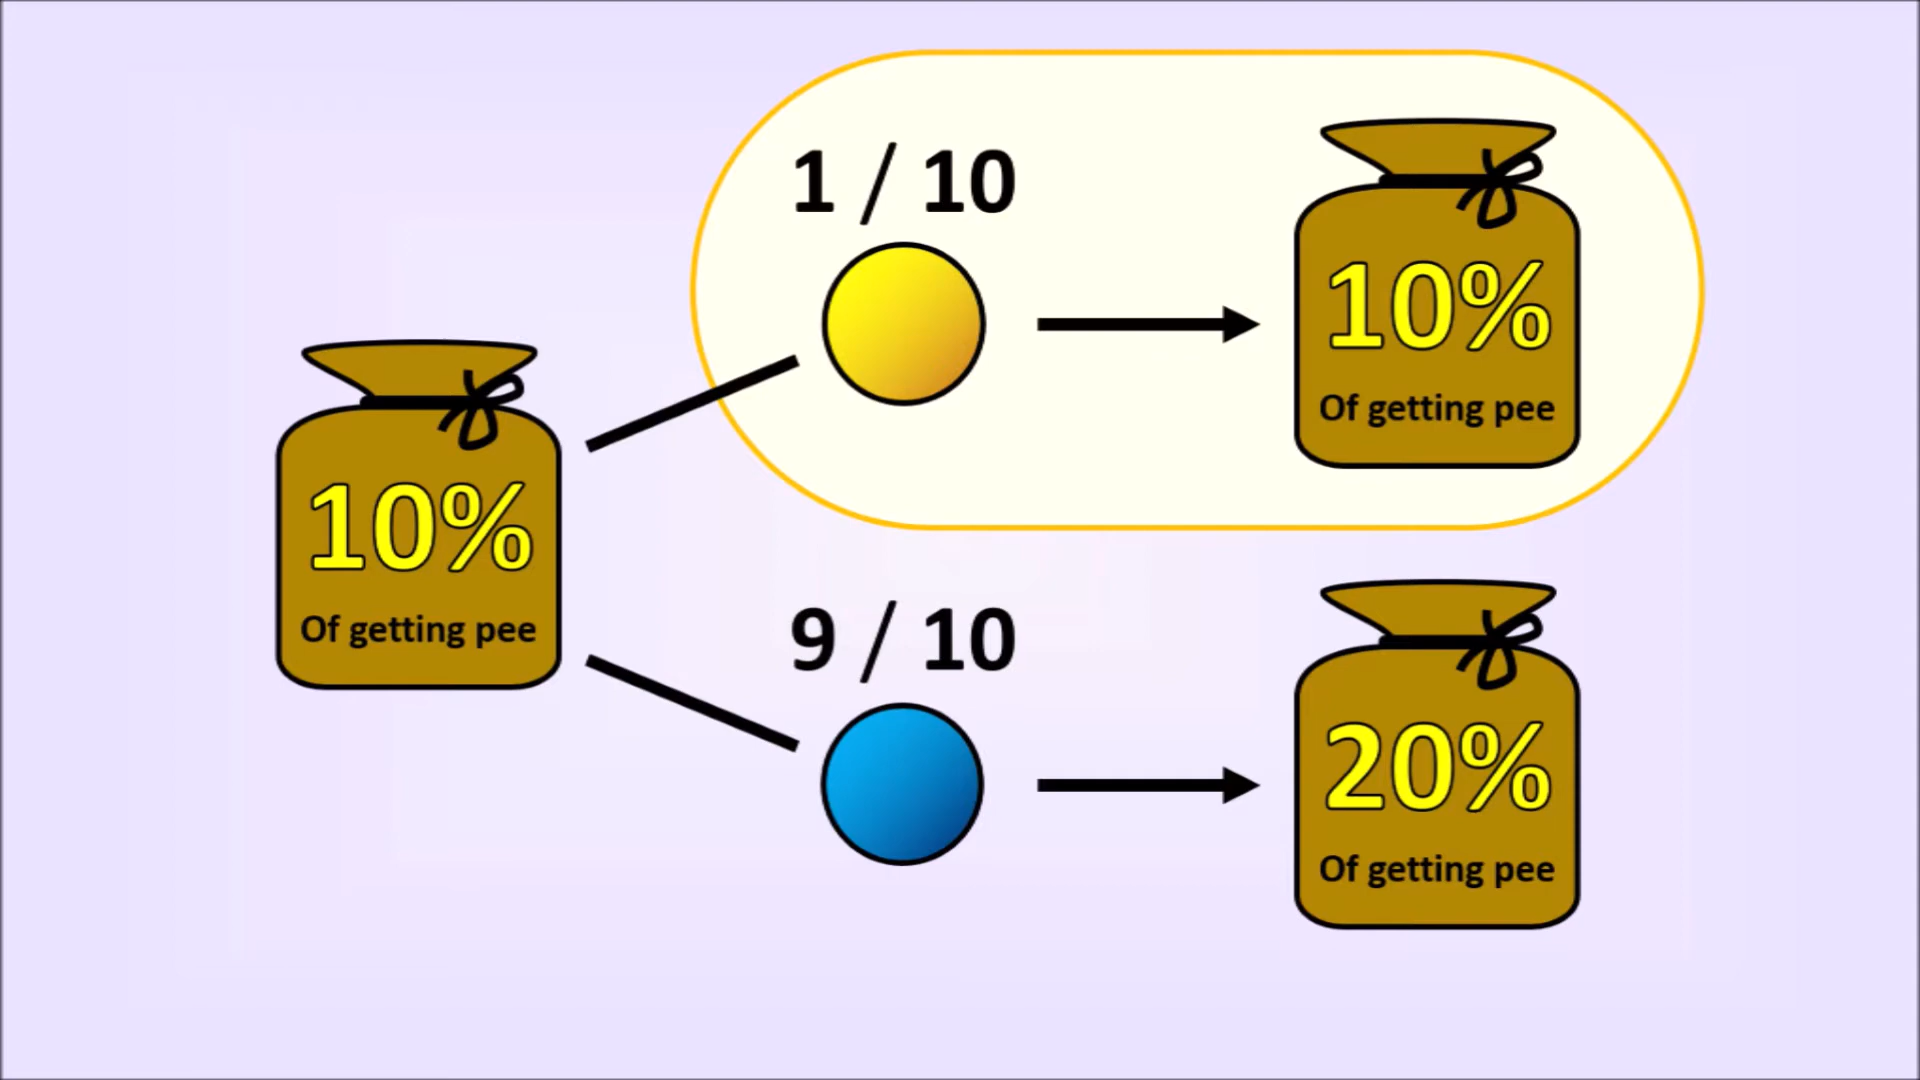 1 / 10
10%
Of getting pee
10%
Of getting pee
9 / 10
20%
Of getting pee